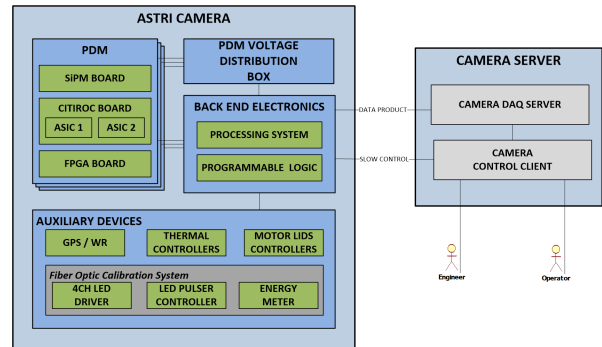 ASTRI CAMERA
PDM
SiPM BOARD
CITIROC BOARD
ASIC 1
ASIC 2
FPGA BOARD
PDM VOLTAGE
DISTRIBUTION
BOX
BACK END ELECTRONICS
PROCESSING SYSTEM
PROGRAMMABLE LOGIC
AUXILIARY DEVICES
GPS / WR
THERMAL
CONTROLLERS
MOTOR LIDS
CONTROLLERS
Fiber Optic Calibration System
4CH LED
DRIVER
LED PULSER
CONTROLLER
ENERGY
METER
DATA PRODUCT
SLOW CONTROL
CAMERA SERVER
CAMERA DAQ SERVER
CAMERA
CONTROL CLIENT
Engineer
Operator